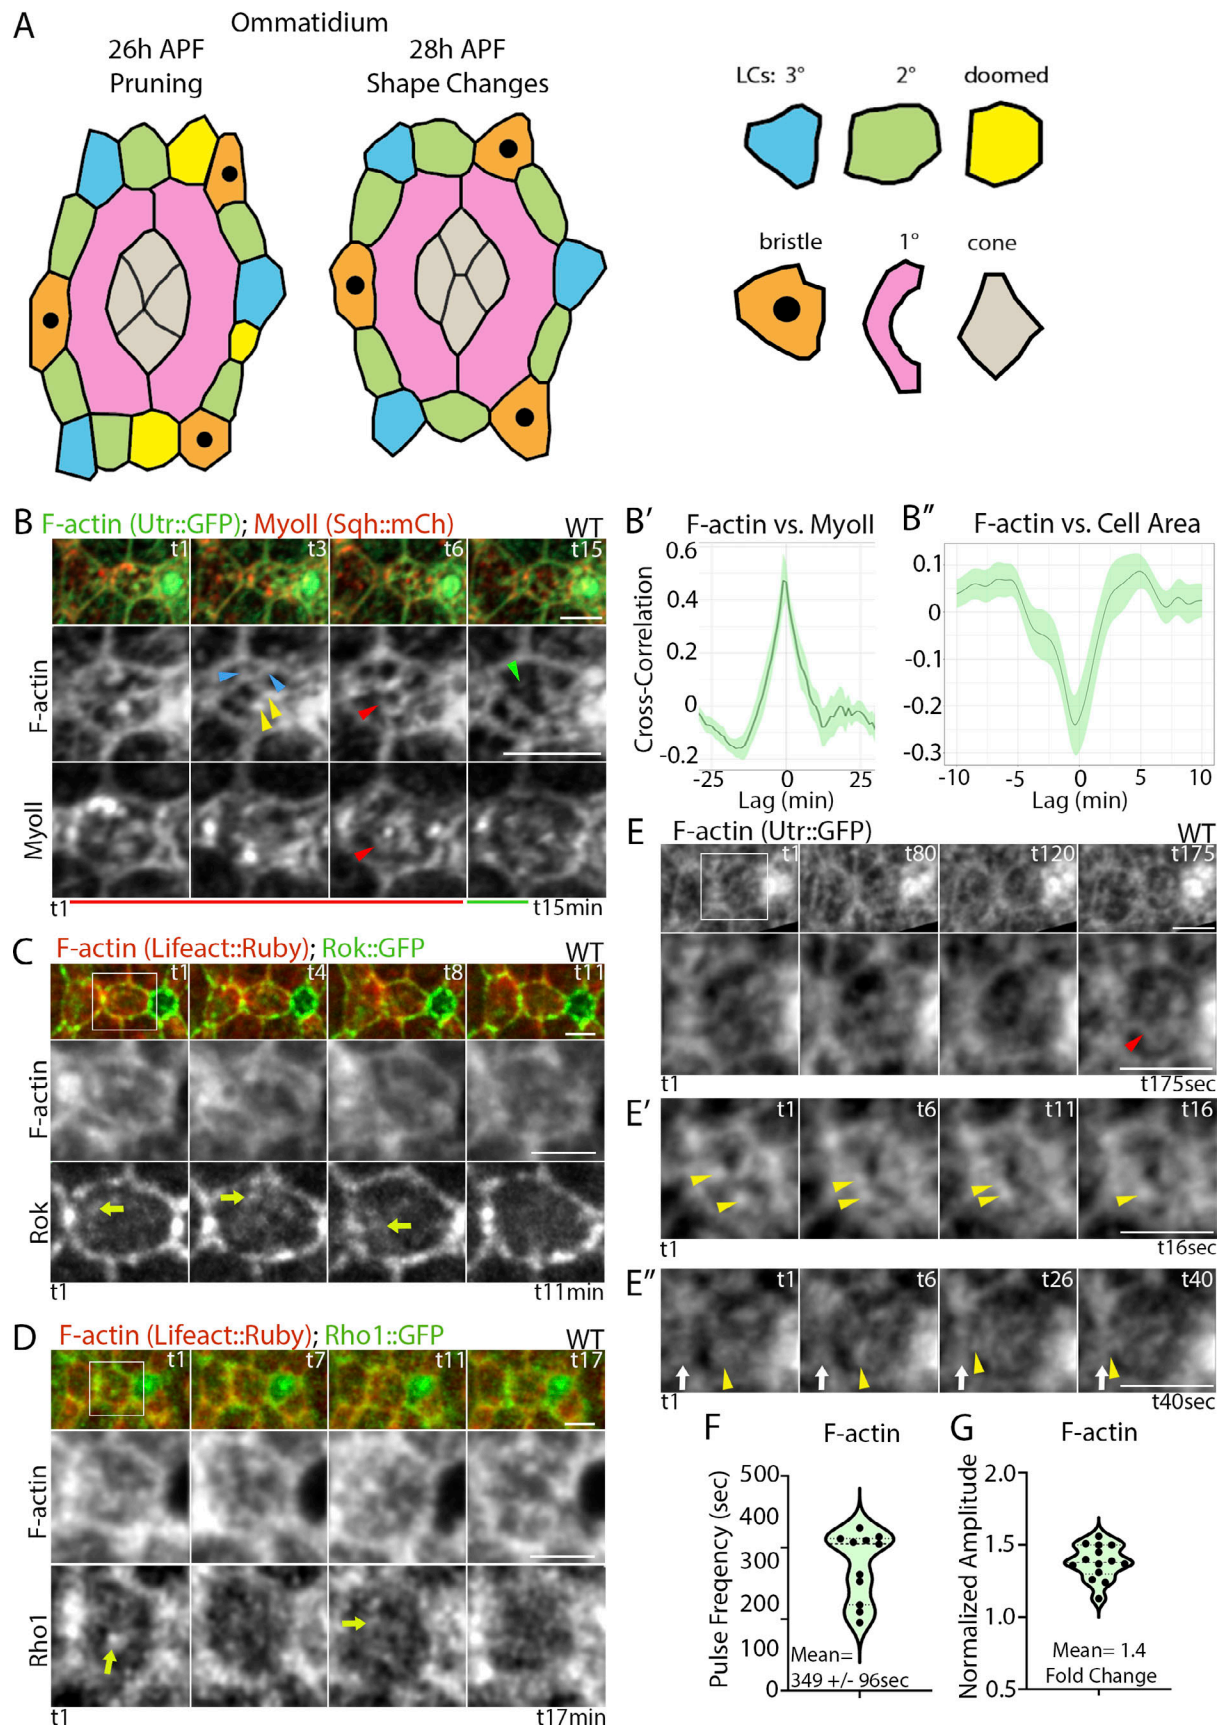 A
Ommatidium
26h APF
Pruning
28h APF
Shape Changes
LCs: 3°
2°
doomed
bristle
1°
cone
B
F-actin (Utr::GFP); MyoII (Sqh::mCh)
WT
t1
t3
t6
t15
F-actin
MyoII
t1
t15min
B'
F-actin vs. MyoII
Cross-Correlation
0.6
0.4
0.2
0
-0.2
-25
0
25
Lag (min)
B"
F-actin vs. Cell Area
0.1
0
-0.1
-0.2
-0.3
-10
-5
0
5
10
Lag (min)
C
F-actin (Lifeact::Ruby); Rok::GFP
WT
t1
t4
t8
t11
F-actin
Rok
t1
t11min
D
F-actin (Lifeact::Ruby); Rho1::GFP
WT
t1
t7
t11
t17
F-actin
Rho1
t1
t17min
E
F-actin (Utr::GFP)
WT
t1
t80
t120
t175
t1
t175sec
E'
t1
t6
t11
t16
t1
t16sec
E"
t1
t6
t26
t40
t1
t40sec
F
F-actin
Pulse Freqency (sec)
500
400
300
200
100
0
Mean=
349 +/- 96sec
G
F-actin
Normalized Amplitude
2.0
1.5
1.0
0.5
Mean= 1.4
Fold Change